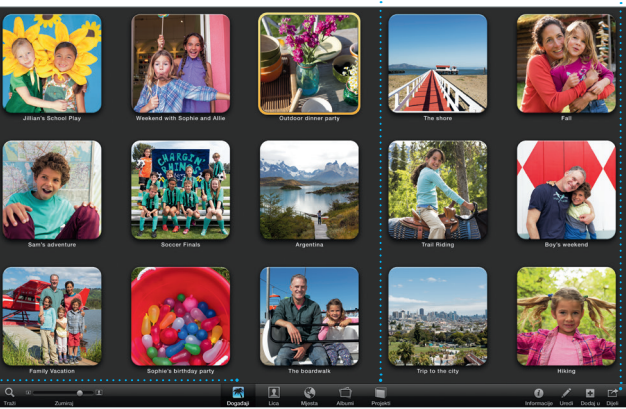 Jillian's School Play
Weekend with Sophie and Allie
Outdoor dinner party
The shore
Fall
Sam's adventure
CHARGIN' RHINOS
Soccer Finals
Argentina
Trail Riding
Boy's weekend
Family Vacation
Sophie's birthday party
The boardwalk
Trip to the city
Hiking
Traži
Zumiraj
Događaji
Lica
Mjesta
Albumi
Projekti
Informacije
Uredi
Dodaj u
Dijeli